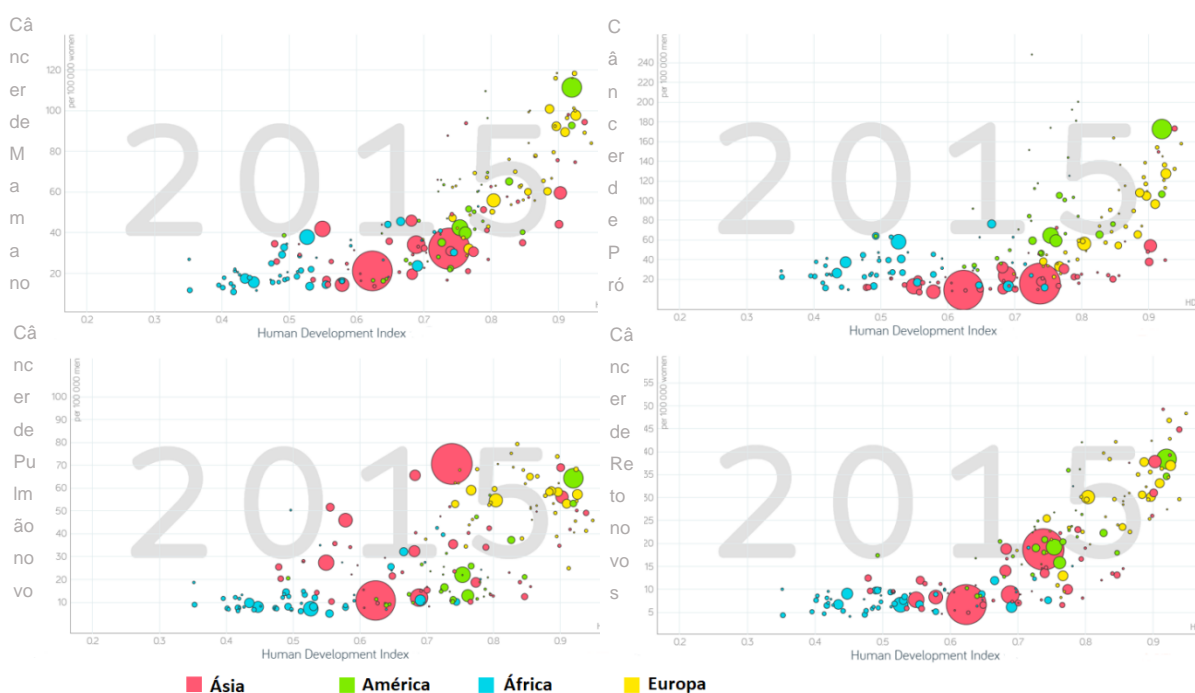 Câ
nc
er
de
M
a
m
a
no
per 100 000 women
120
100
80
60
40
20
2015
0.2 0.3 0.4 0.5 0.6 0.7 0.8 0.9
H
Human Development Index
C
â
n
c
er
d
e
P
ró
per 100 000 men
240
220
200
180
160
140
120
100
80
60
40
20
2015
0.2 0.3 0.4 0.5 0.6 0.7 0.8 0.9
HD
Human Development Index
Câ
nc
er
de
Pu
lm
ão
no
vo
per 100 000 men
100
90
80
70
60
50
40
30
20
10
2015
0.2 0.3 0.4 0.5 0.6 0.7 0.8 0.9
H
Human Development Index
Câ
nc
er
de
Re
to
no
vo
s
per 100 000 women
55
50
45
40
35
30
25
20
15
10
5
2015
0.2 0.3 0.4 0.5 0.6 0.7 0.8 0.9
Human Development Index
Ásia América África Europa